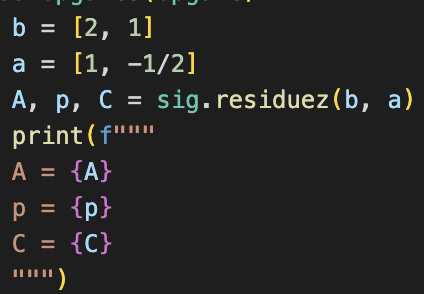 b = [2, 1]
a = [1, -1/2]
A, p, C = sig.residuez(b, a)
print(f"""
A = {A}
p = {p}
C = {C}
""")